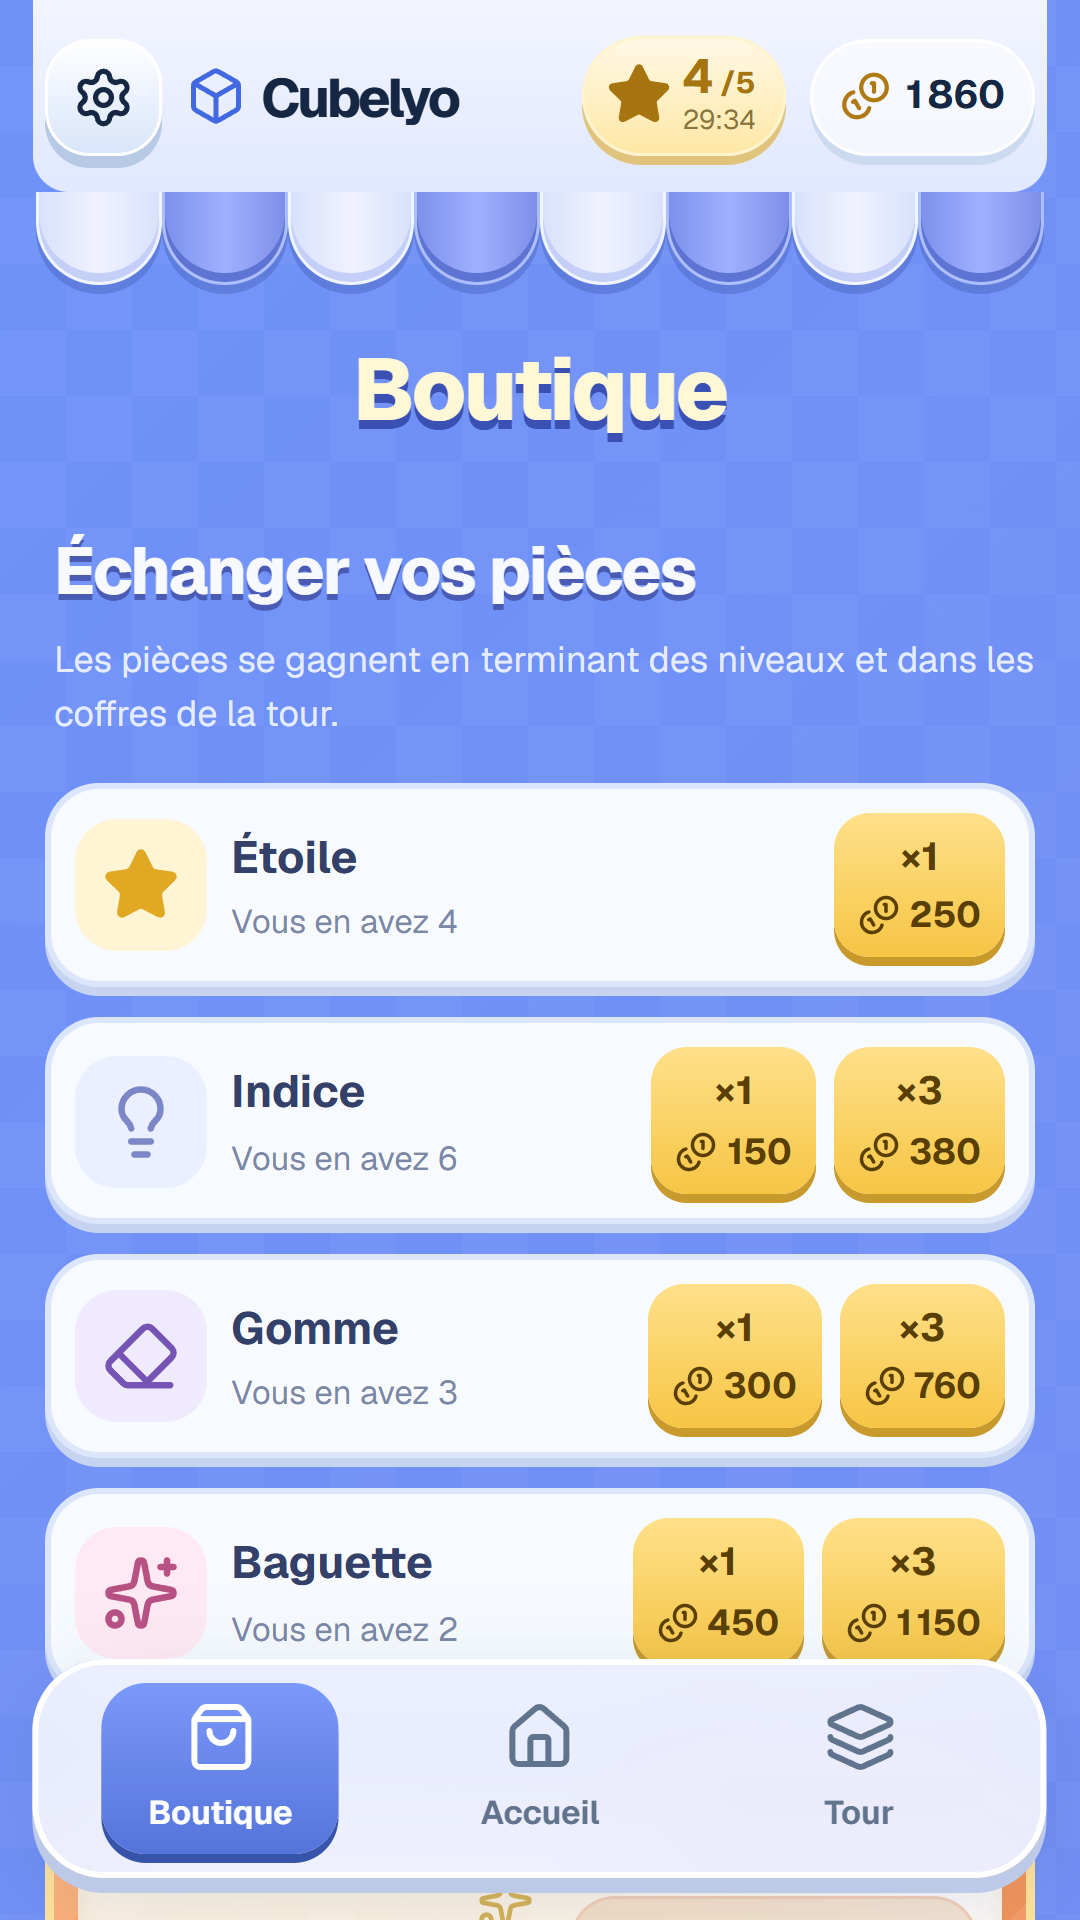 Cubelyo
4 /5
29:34
1860
Boutique
Échanger vos pièces
Les pièces se gagnent en terminant des niveaux et dans les
coffres de la tour.
Étoile
Vous en avez 4
×1
250
Indice
Vous en avez 6
×1
150
×3
380
Gomme
Vous en avez 3
×1
300
×3
760
Baguette
Vous en avez 2
×1
450
×3
1150
Boutique
Accueil
Tour